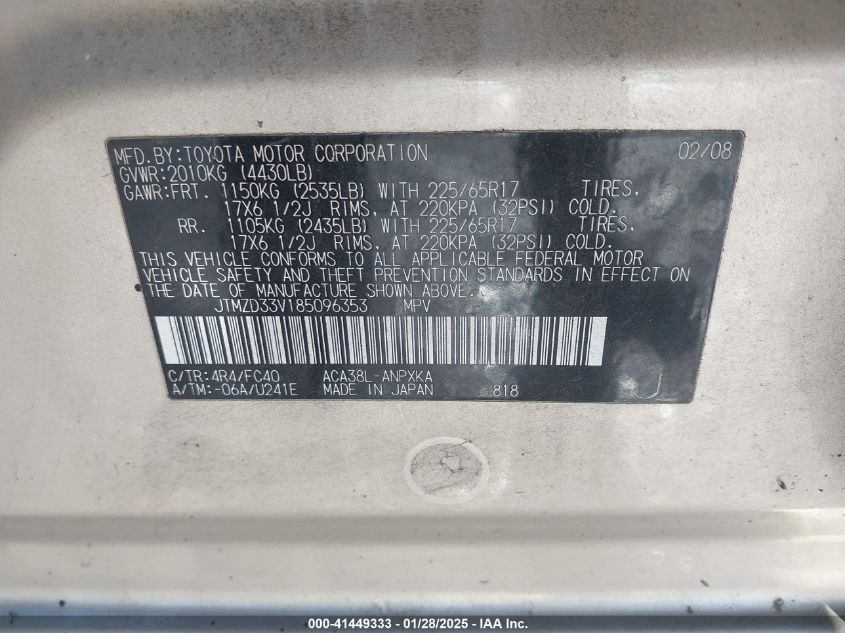 MFD.BY:TOYOTA MOTOR CORPORATION 02/08
GVWR:2010KG (4430LB)
GAWR:FRT. 1150KG (2535LB) WITH 225/65R17 TIRES,
17X6 1/2J RIMS, AT 220KPA (32PSI) COLD.
RR. 1105KG (2435LB) WITH 225/65R17 TIRES,
17X6 1/2J RIMS, AT 220KPA (32PSI) COLD.
THIS VEHICLE CONFORMS TO ALL APPLICABLE FEDERAL MOTOR
VEHICLE SAFETY AND THEFT PREVENTION STANDARDS IN EFFECT ON
THE DATE OF MANUFACTURE SHOWN ABOVE.
JTMZD33V185096353 MPV
C/TR:4R4/FC40 ACA38L-ANPXKA
A/TM:-06A/U241E MADE IN JAPAN 818 J
000-41449333 - 01/28/2025 - IAA Inc.